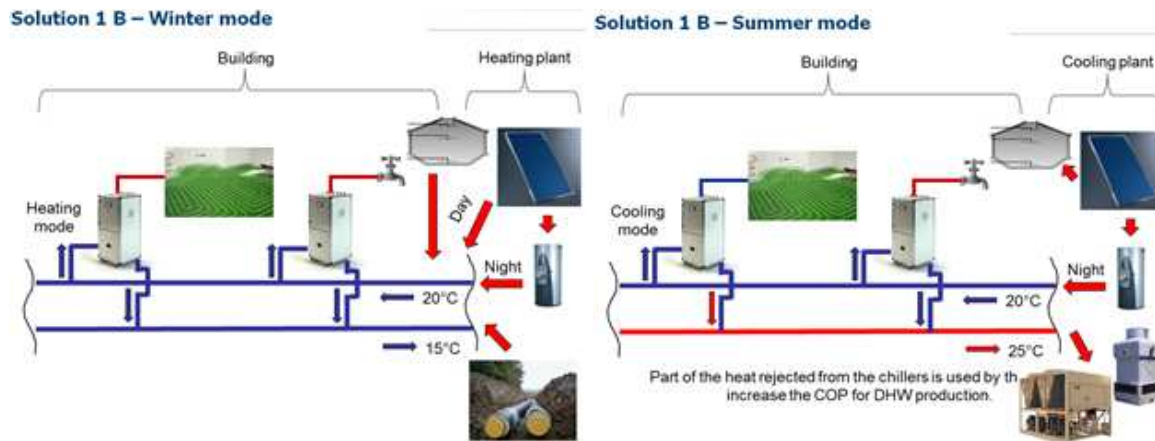 Solution 1 B – Winter mode
Building
Heating plant
Heating
mode
Day
Night
20°C
15°C
Solution 1 B – Summer mode
Building
Cooling plant
Cooling
mode
Night
20°C
25°C
Part of the heat rejected from the chillers is used by th
increase the COP for DHW production.